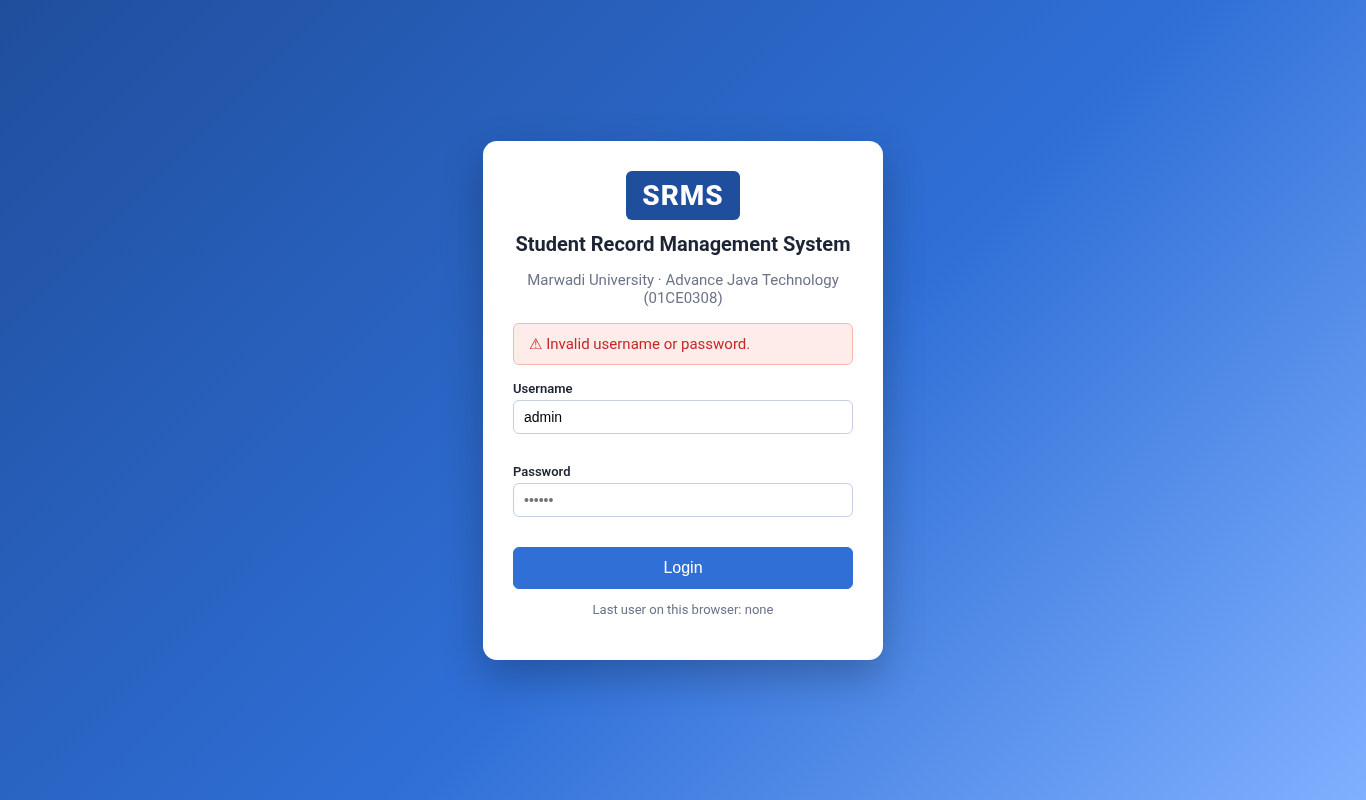 SRMS
Student Record Management System
Marwadi University · Advance Java Technology
(01CE0308)
⚠ Invalid username or password.
Username
admin
Password
••••••
Login
Last user on this browser: none